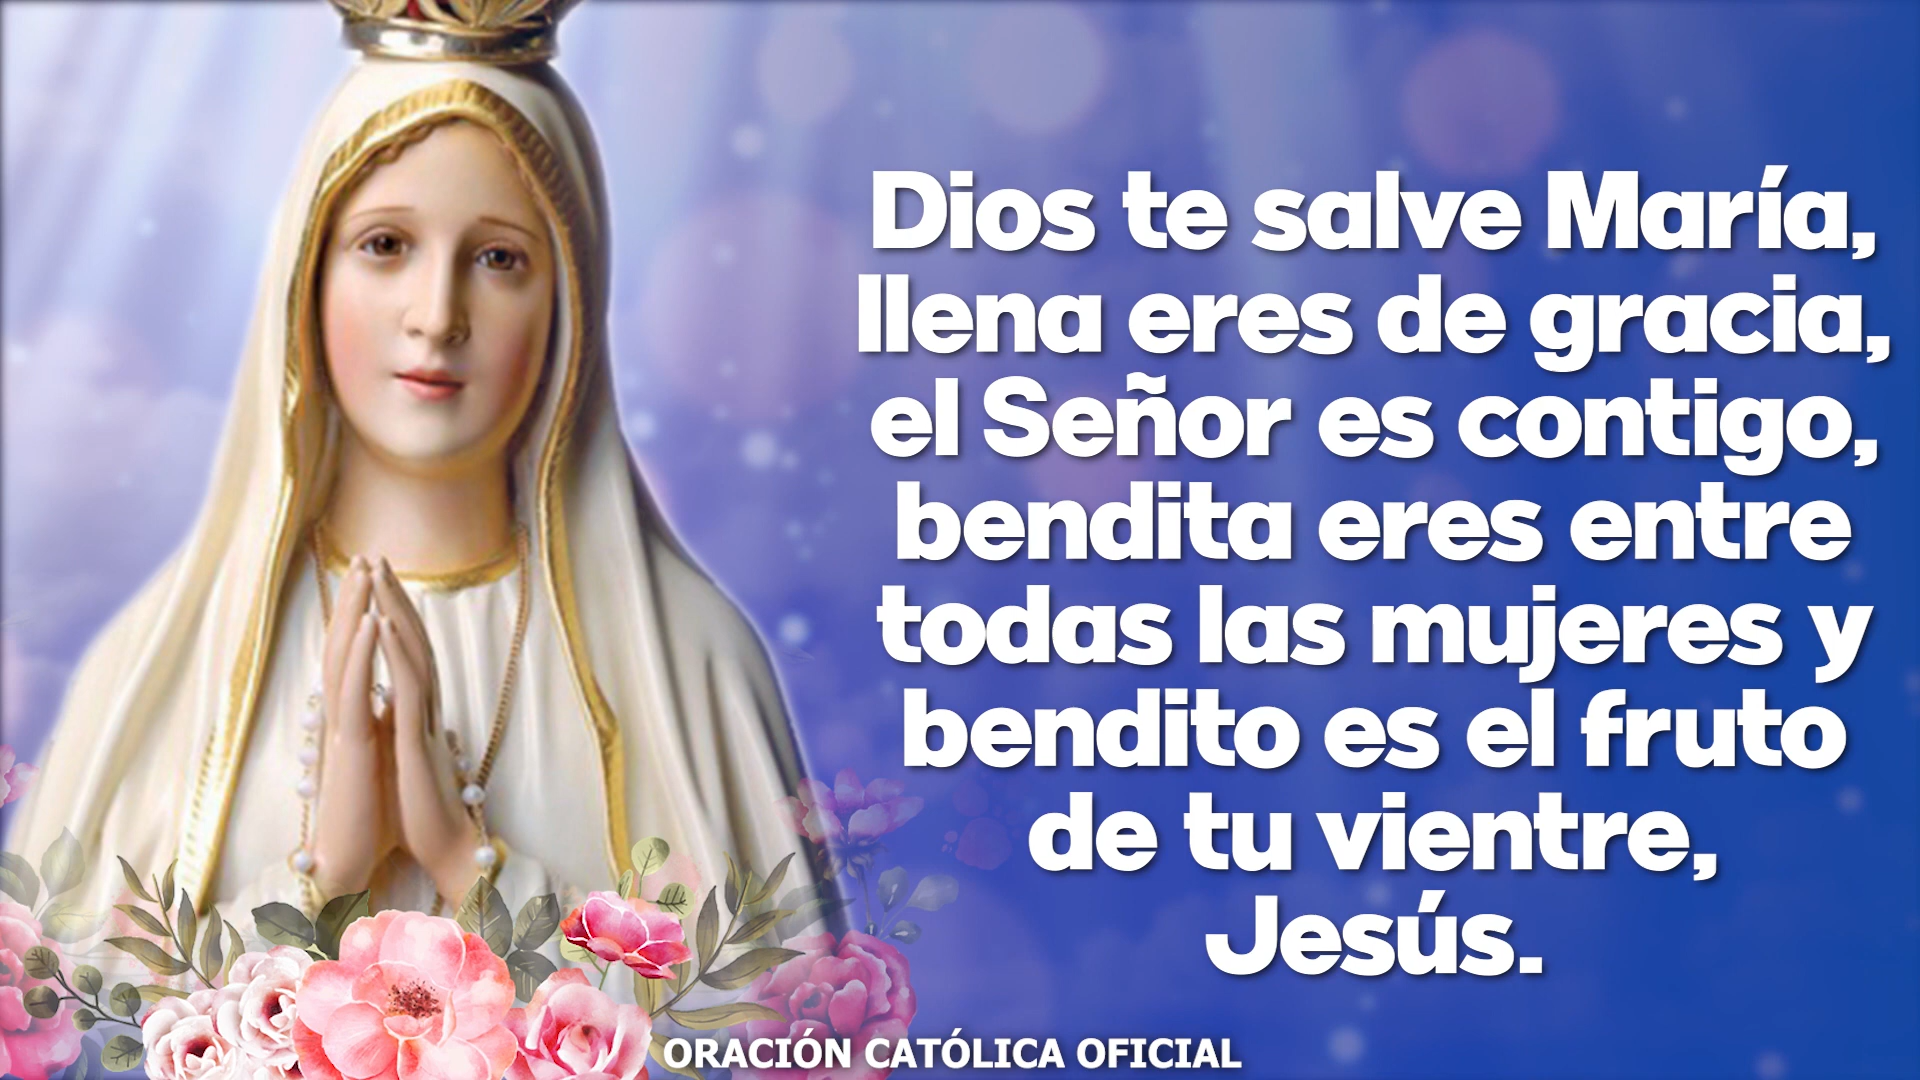 Dios te salve María,
llena eres de gracia,
el Señor es contigo,
bendita eres entre
todas las mujeres y
bendito es el fruto
de tu vientre,
Jesús.
ORACIÓN CATÓLICA OFICIAL